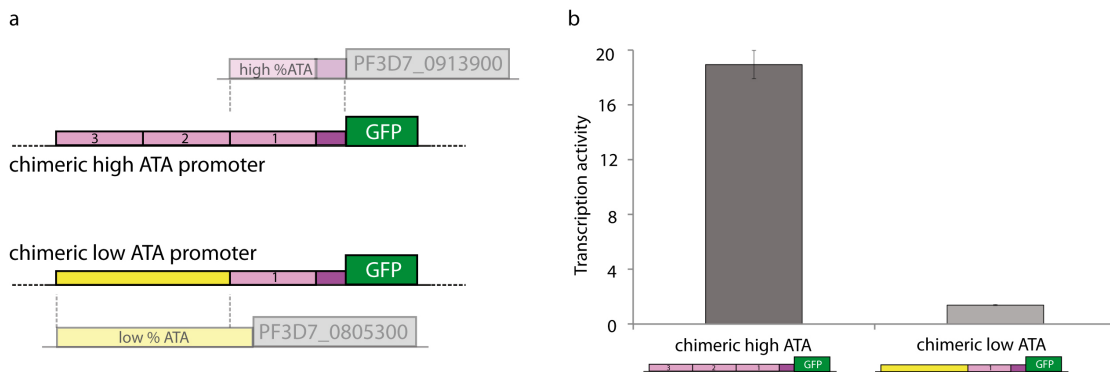 a
high %ATA PF3D7_0913900
3 2 1 GFP
chimeric high ATA promoter
chimeric low ATA promoter
1 GFP
low % ATA PF3D7_0805300
b
Transcription activity
20
16
12
8
4
0
chimeric high ATA chimeric low ATA
3 2 1 GFP 1 GFP